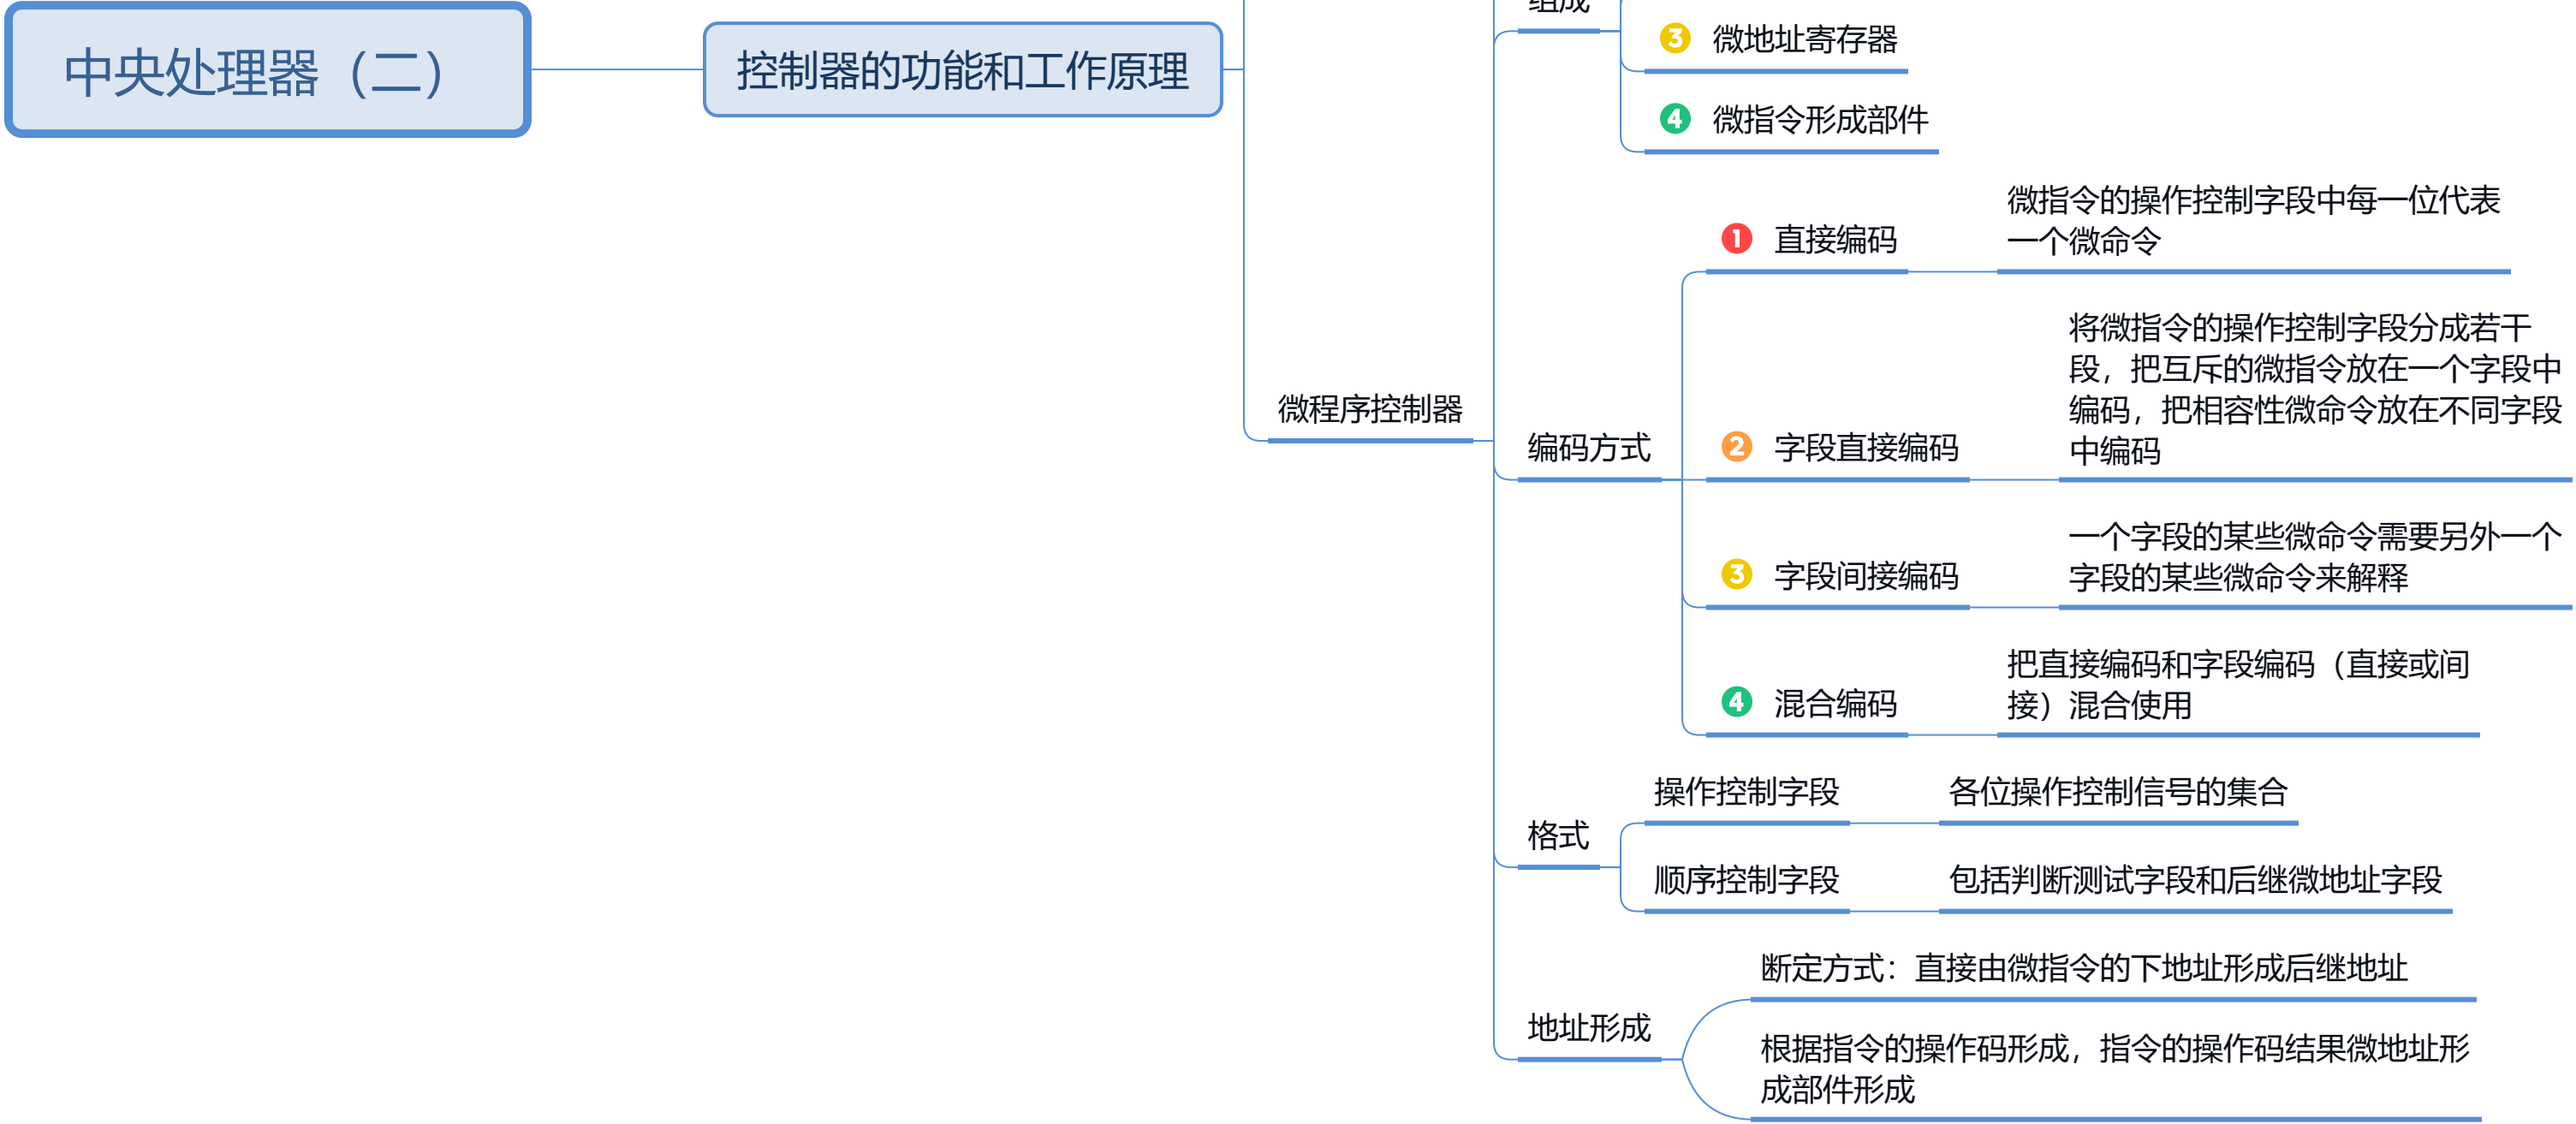 中央处理器（二）
控制器的功能和工作原理
微程序控制器
组成
3 微地址寄存器
4 微指令形成部件
编码方式
1 直接编码
微指令的操作控制字段中每一位代表
一个微命令
2 字段直接编码
将微指令的操作控制字段分成若干
段，把互斥的微指令放在一个字段中
编码，把相容性微命令放在不同字段
中编码
3 字段间接编码
一个字段的某些微命令需要另外一个
字段的某些微命令来解释
4 混合编码
把直接编码和字段编码（直接或间
接）混合使用
格式
操作控制字段
各位操作控制信号的集合
顺序控制字段
包括判断测试字段和后继微地址字段
地址形成
断定方式：直接由微指令的下地址形成后继地址
根据指令的操作码形成，指令的操作码结果微地址形
成部件形成